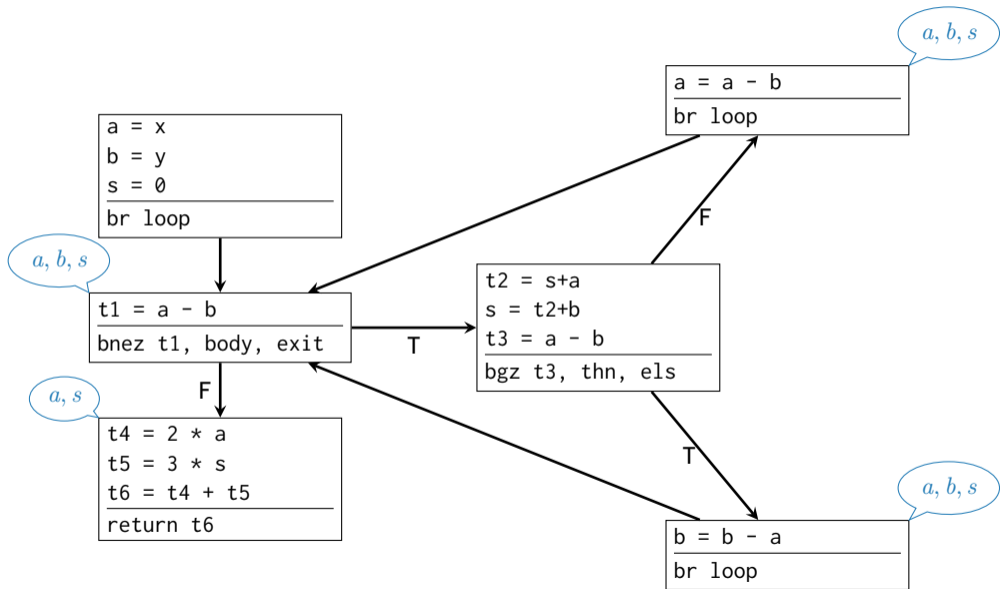 a, b, s
a = a - b
br loop
a = x
b = y
s = 0
br loop
F
a, b, s
t1 = a - b
bnez t1, body, exit
T
t2 = s+a
s = t2+b
t3 = a - b
bgz t3, thn, els
F
a, s
t4 = 2 * a
t5 = 3 * s
t6 = t4 + t5
return t6
T
a, b, s
b = b - a
br loop